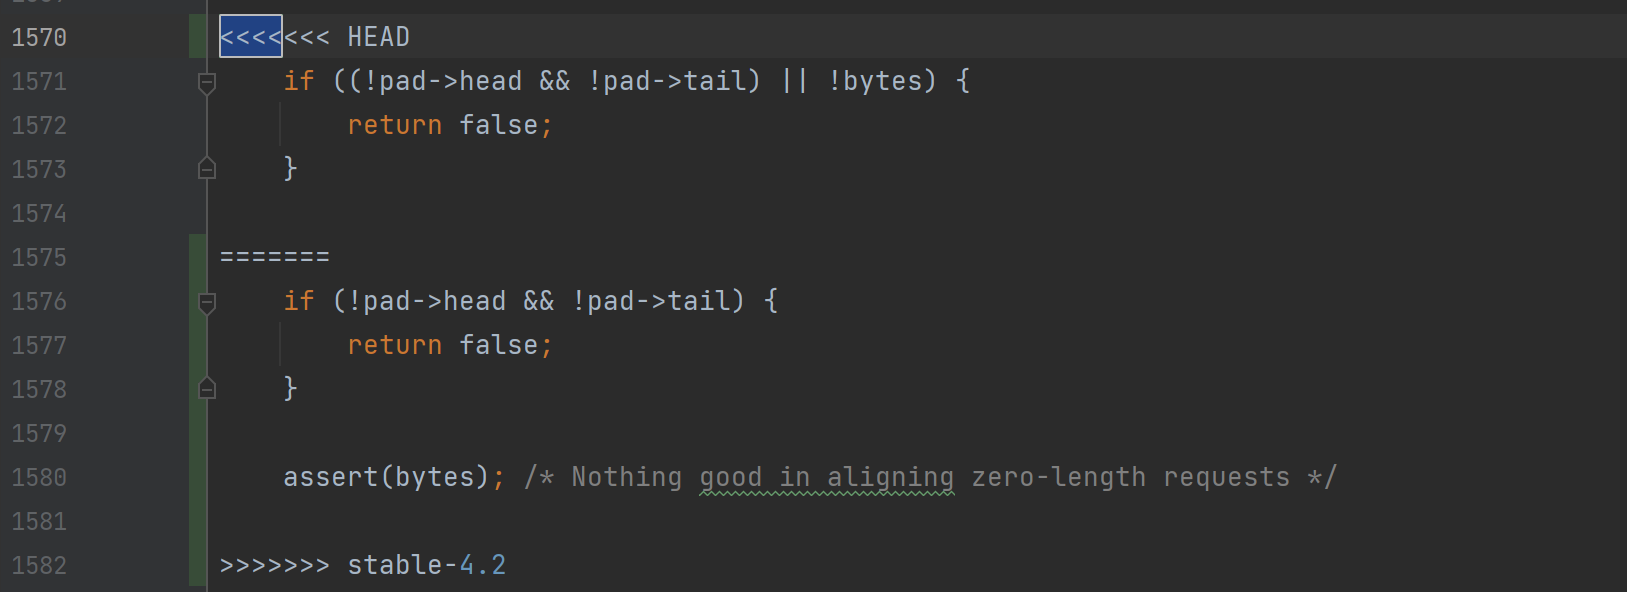 1570 <<<<<<< HEAD
1571     if ((!pad->head && !pad->tail) || !bytes) {
1572         return false;
1573     }
1574
1575 =======
1576     if (!pad->head && !pad->tail) {
1577         return false;
1578     }
1579
1580     assert(bytes); /* Nothing good in aligning zero-length requests */
1581
1582 >>>>>>> stable-4.2